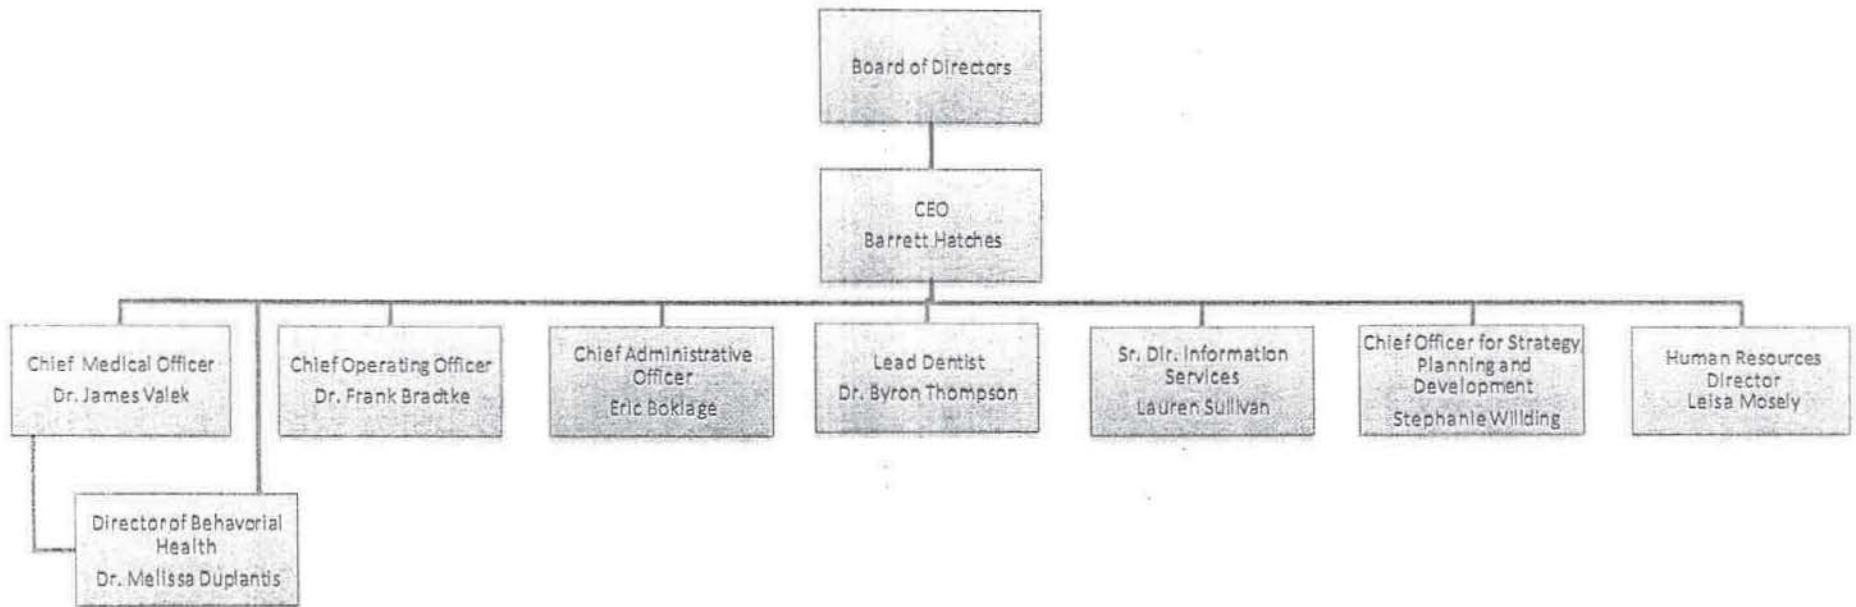 Board of Directors
CEO
Barrett Hatches
Chief Medical Officer
Dr. James Valek
Chief Operating Officer
Dr. Frank Bradtke
Chief Administrative
Officer
Eric Boklage
Lead Dentist
Dr. Byron Thompson
Sr. Dir. Information
Services
Lauren Sullivan
Chief Officer for Strategy,
Planning and
Development
Stephanie Willding
Human Resources
Director
Leisa Mosely
Director of Behavorial
Health
Dr. Melissa Duplantis